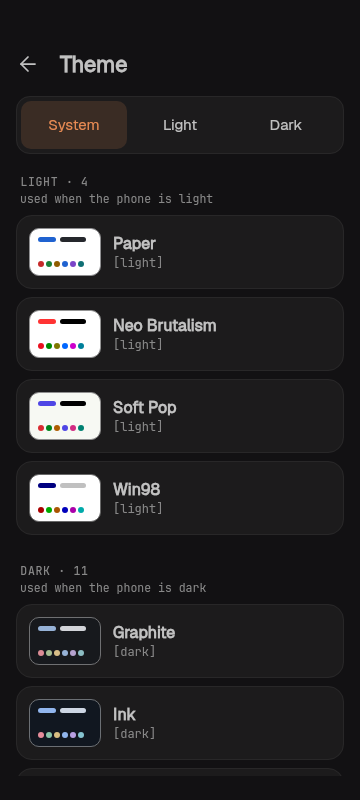 Theme
System
Light
Dark
LIGHT · 4
used when the phone is light
Paper
[light]
Neo Brutalism
[light]
Soft Pop
[light]
Win98
[light]
DARK · 11
used when the phone is dark
Graphite
[dark]
Ink
[dark]